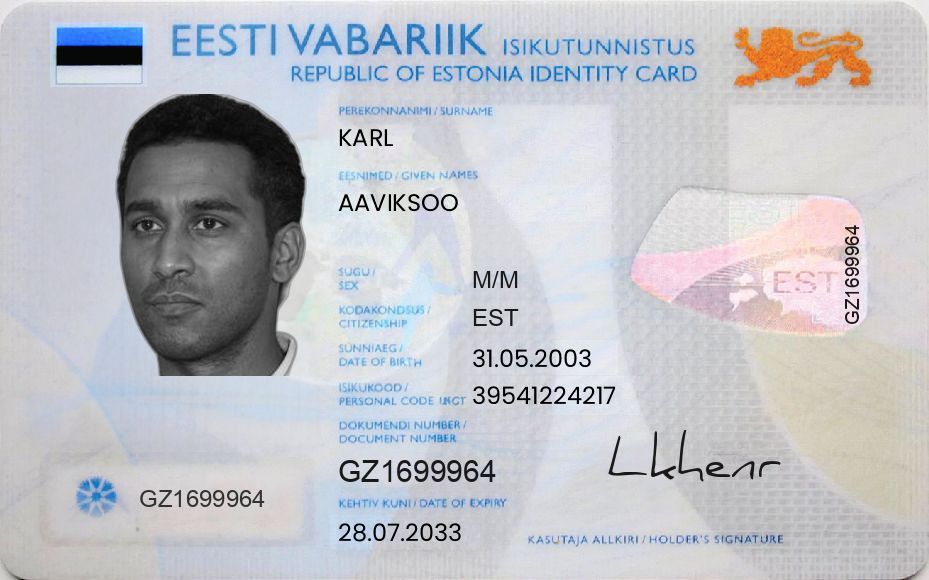 EESTI VABARIIK ISIKUTUNNISTUS
REPUBLIC OF ESTONIA IDENTITY CARD
PEREKONNANIMI / SURNAME
KARL
EESNIMED / GIVEN NAMES
AAVIKSOO
SUGU /
SEX
M/M
KODAKONDSUS /
CITIZENSHIP
EST
SÜNNIAEG /
DATE OF BIRTH
31.05.2003
ISIKUKOOD /
PERSONAL CODE
39541224217
DOKUMENDI NUMBER /
DOCUMENT NUMBER
GZ1699964
KEHTIV KUNI / DATE OF EXPIRY
28.07.2033
GZ1699964
EST
GZ1699964
KASUTAJA ALLKIRI / HOLDER'S SIGNATURE